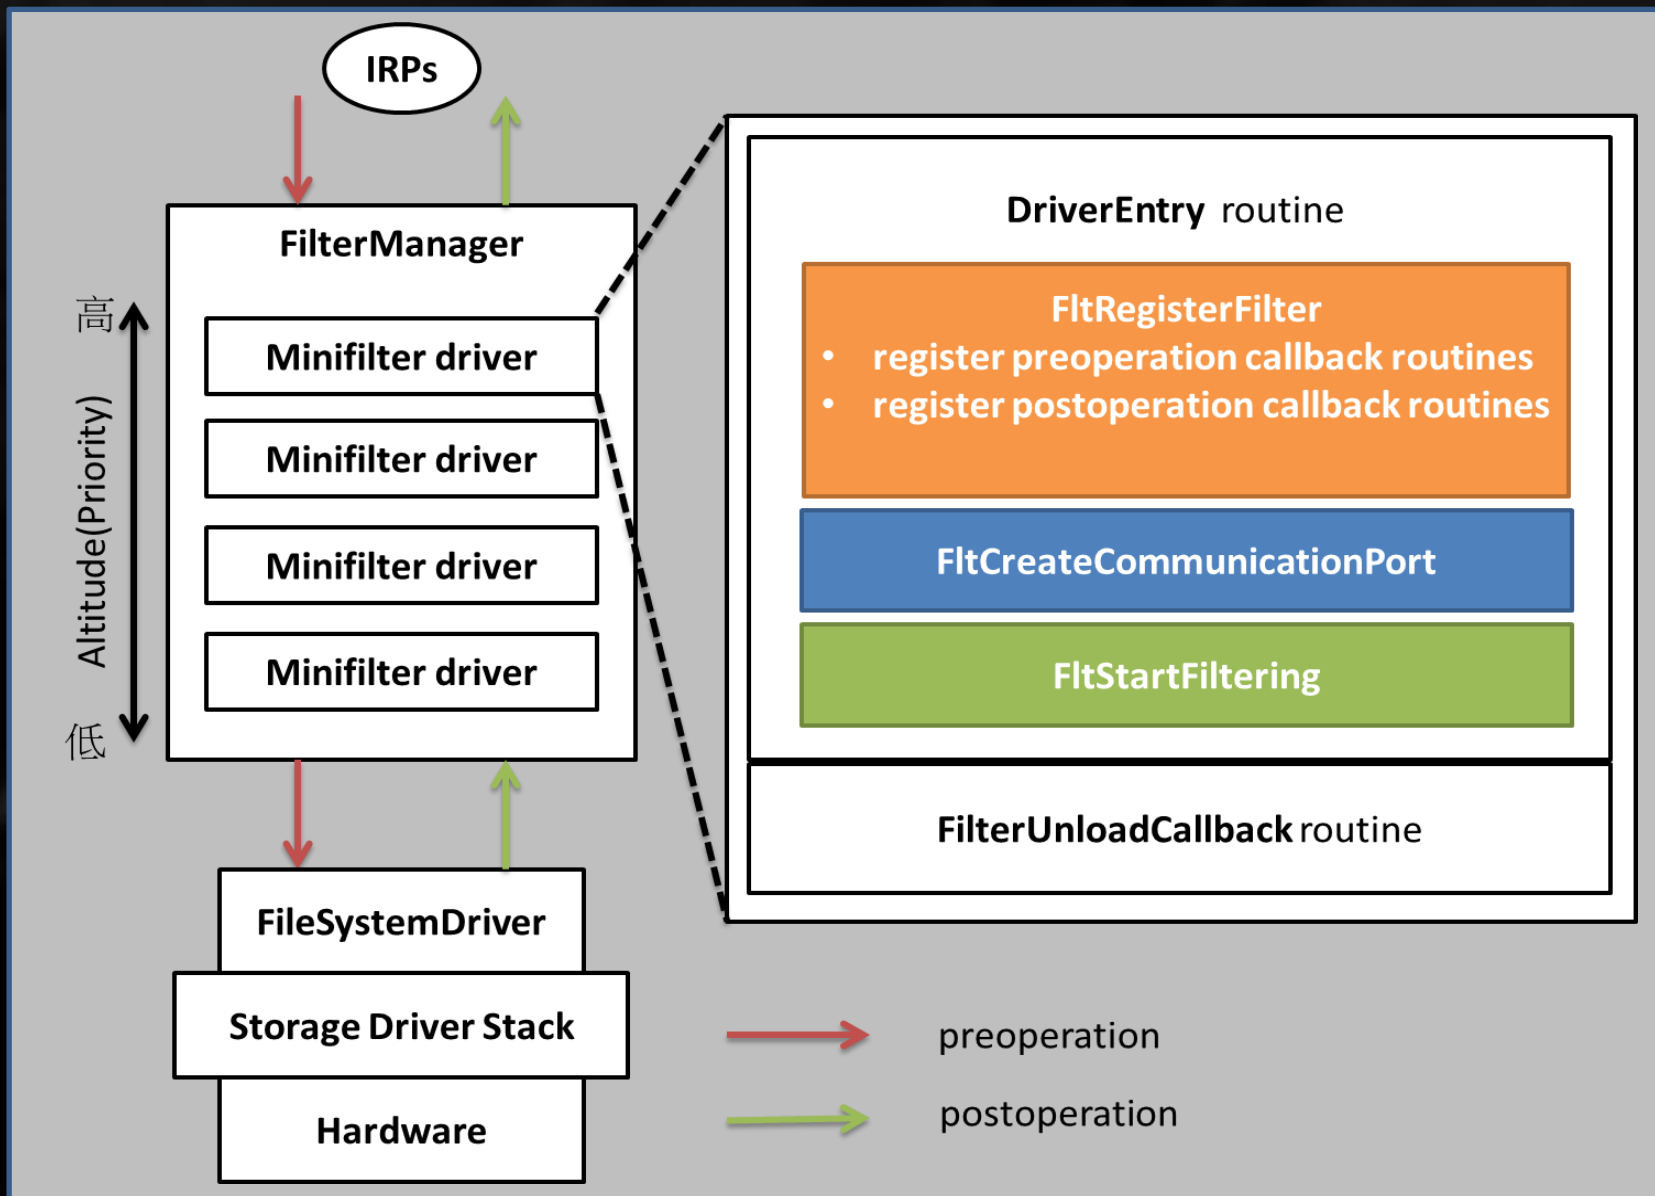 IRPs
FilterManager
高
Altitude(Priority)
低
Minifilter driver
Minifilter driver
Minifilter driver
Minifilter driver
FileSystemDriver
Storage Driver Stack
Hardware
DriverEntry routine
FltRegisterFilter
• register preoperation callback routines
• register postoperation callback routines
FltCreateCommunicationPort
FltStartFiltering
FilterUnloadCallback routine
preoperation
postoperation